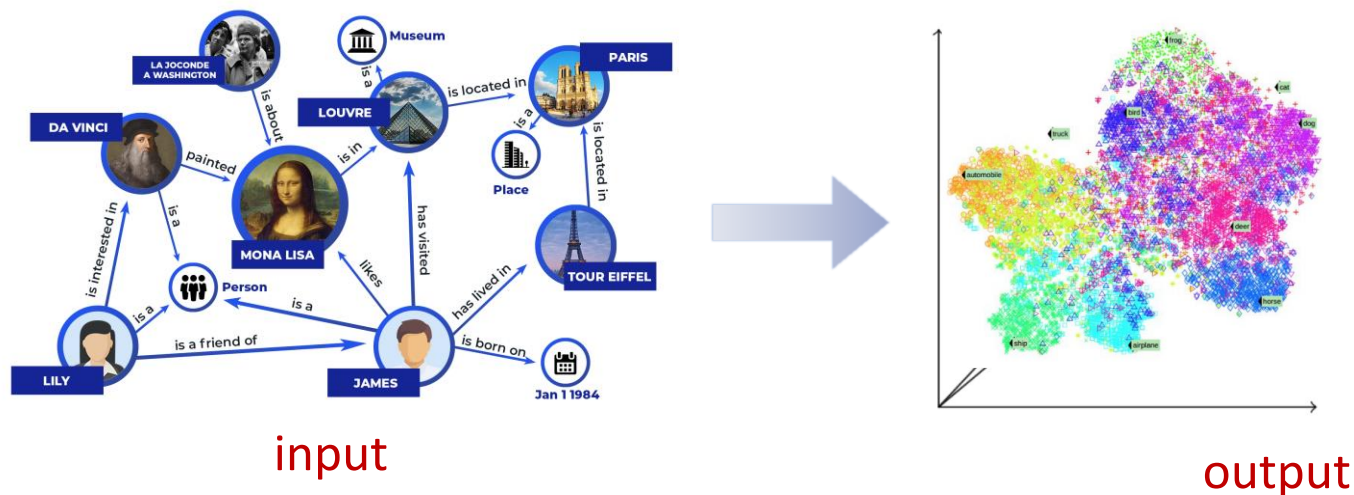 LA JOCONDE
A WASHINGTON
Museum
is a
PARIS
LOUVRE
is located in
DA VINCI
is about
painted
is in
is a
Place
is located in
is a
is interested in
MONA LISA
has visited
TOUR EIFFEL
Person
likes
has lived in
is a
is a
is a friend of
is born on
LILY
JAMES
Jan 1 1984
input
frog
cat
bird
dog
truck
automobile
deer
horse
ship
airplane
output